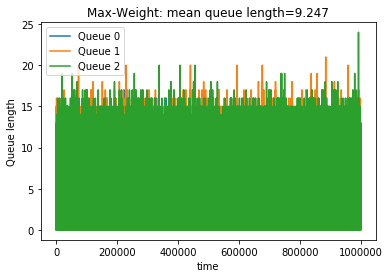 Max-Weight: mean queue length=9.247
25
20
15
10
5
0
Queue length
Queue 0
Queue 1
Queue 2
0 200000 400000 600000 800000 1000000
time